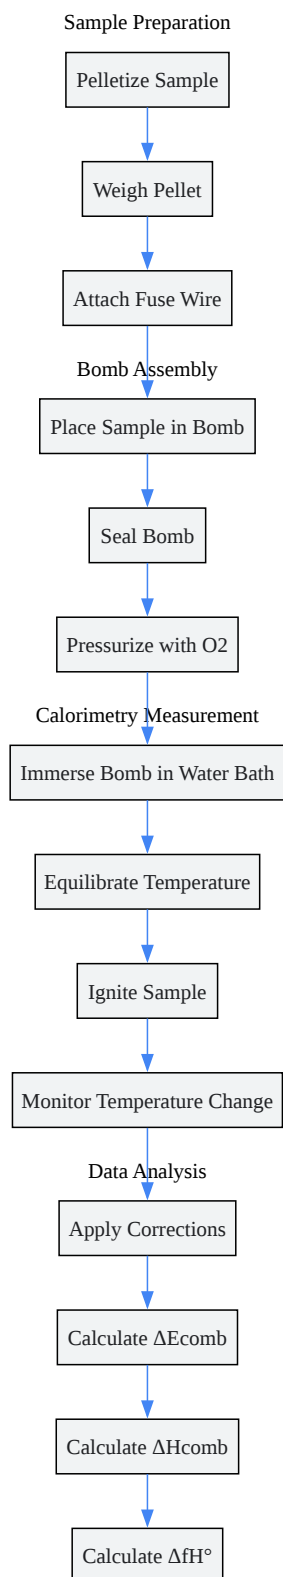 Sample Preparation
Pelletize Sample
Weigh Pellet
Attach Fuse Wire
Bomb Assembly
Place Sample in Bomb
Seal Bomb
Pressurize with O2
Calorimetry Measurement
Immerse Bomb in Water Bath
Equilibrate Temperature
Ignite Sample
Monitor Temperature Change
Data Analysis
Apply Corrections
Calculate ΔEcomb
Calculate ΔHcomb
Calculate ΔfH°